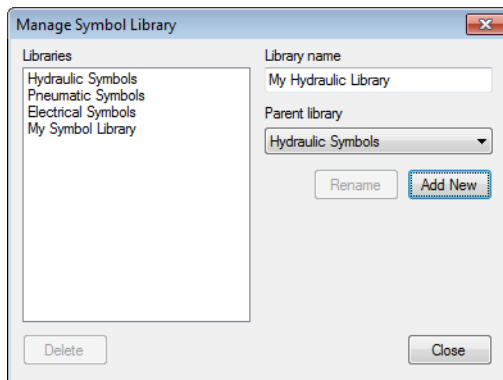 Manage Symbol Library
Libraries
Hydraulic Symbols
Pneumatic Symbols
Electrical Symbols
My Symbol Library
Library name
My Hydraulic Library
Parent library
Hydraulic Symbols
Rename
Add New
Delete
Close